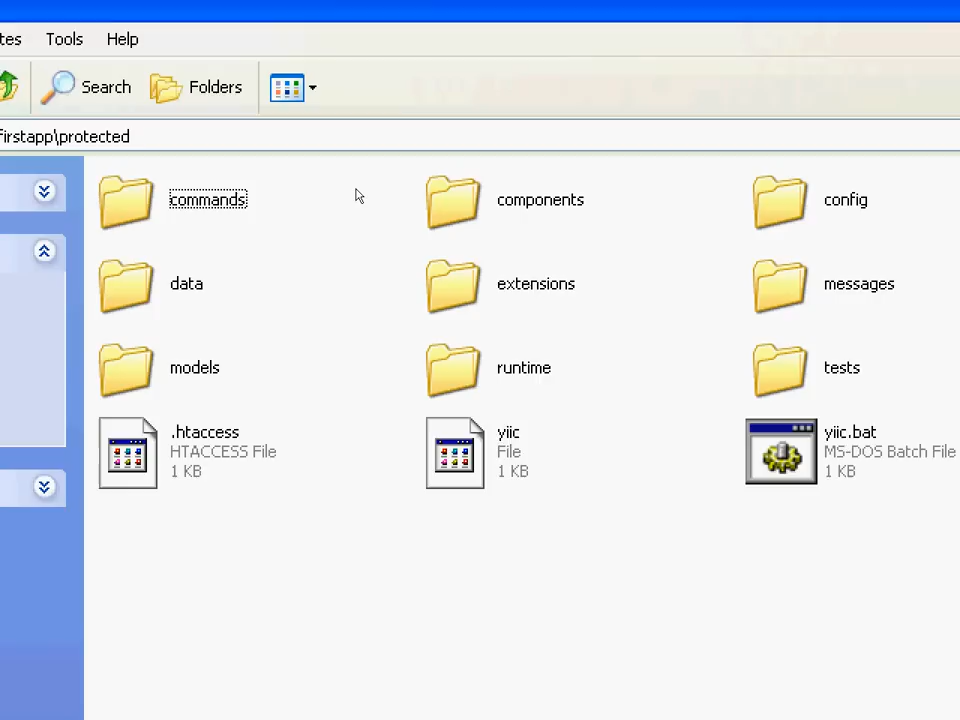 tes Tools Help
Search Folders
firstapp\protected
commands components config
data extensions messages
models runtime tests
.htaccess yiic yiic.bat
HTACCESS File File MS-DOS Batch File
1 KB 1 KB 1 KB